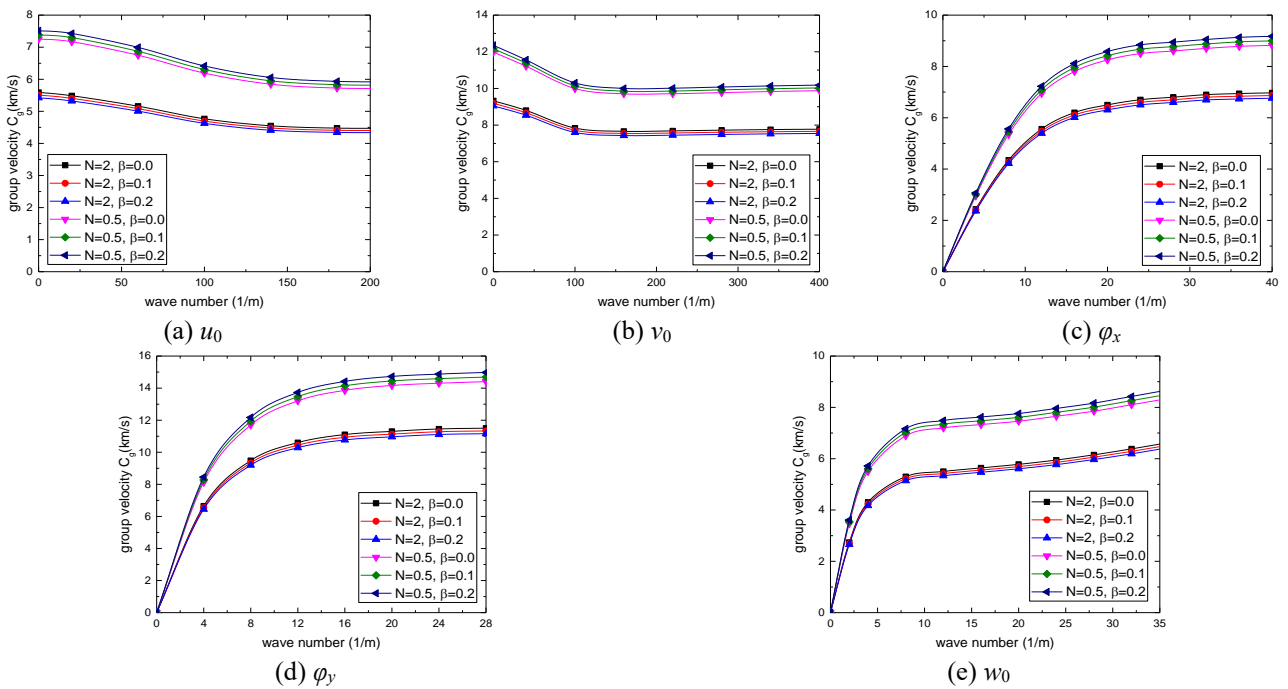 8
7
6
5
4
3
2
1
0
0
50
100
150
200
group velocity Cg(km/s)
wave number (1/m)
N=2, β=0.0
N=2, β=0.1
N=2, β=0.2
N=0.5, β=0.0
N=0.5, β=0.1
N=0.5, β=0.2
(a) u0
14
12
10
8
6
4
2
0
0
100
200
300
400
group velocity Cg(km/s)
wave number (1/m)
N=2, β=0.0
N=2, β=0.1
N=2, β=0.2
N=0.5, β=0.0
N=0.5, β=0.1
N=0.5, β=0.2
(b) v0
10
8
6
4
2
0
0
10
20
30
40
group velocity Cg(km/s)
wave number (1/m)
N=2, β=0.0
N=2, β=0.1
N=2, β=0.2
N=0.5, β=0.0
N=0.5, β=0.1
N=0.5, β=0.2
(c) φx
16
14
12
10
8
6
4
2
0
0
4
8
12
16
20
24
28
group velocity Cg(km/s)
wave number (1/m)
N=2, β=0.0
N=2, β=0.1
N=2, β=0.2
N=0.5, β=0.0
N=0.5, β=0.1
N=0.5, β=0.2
(d) φy
10
8
6
4
2
0
0
5
10
15
20
25
30
35
group velocity Cg(km/s)
wave number (1/m)
N=2, β=0.0
N=2, β=0.1
N=2, β=0.2
N=0.5, β=0.0
N=0.5, β=0.1
N=0.5, β=0.2
(e) w0